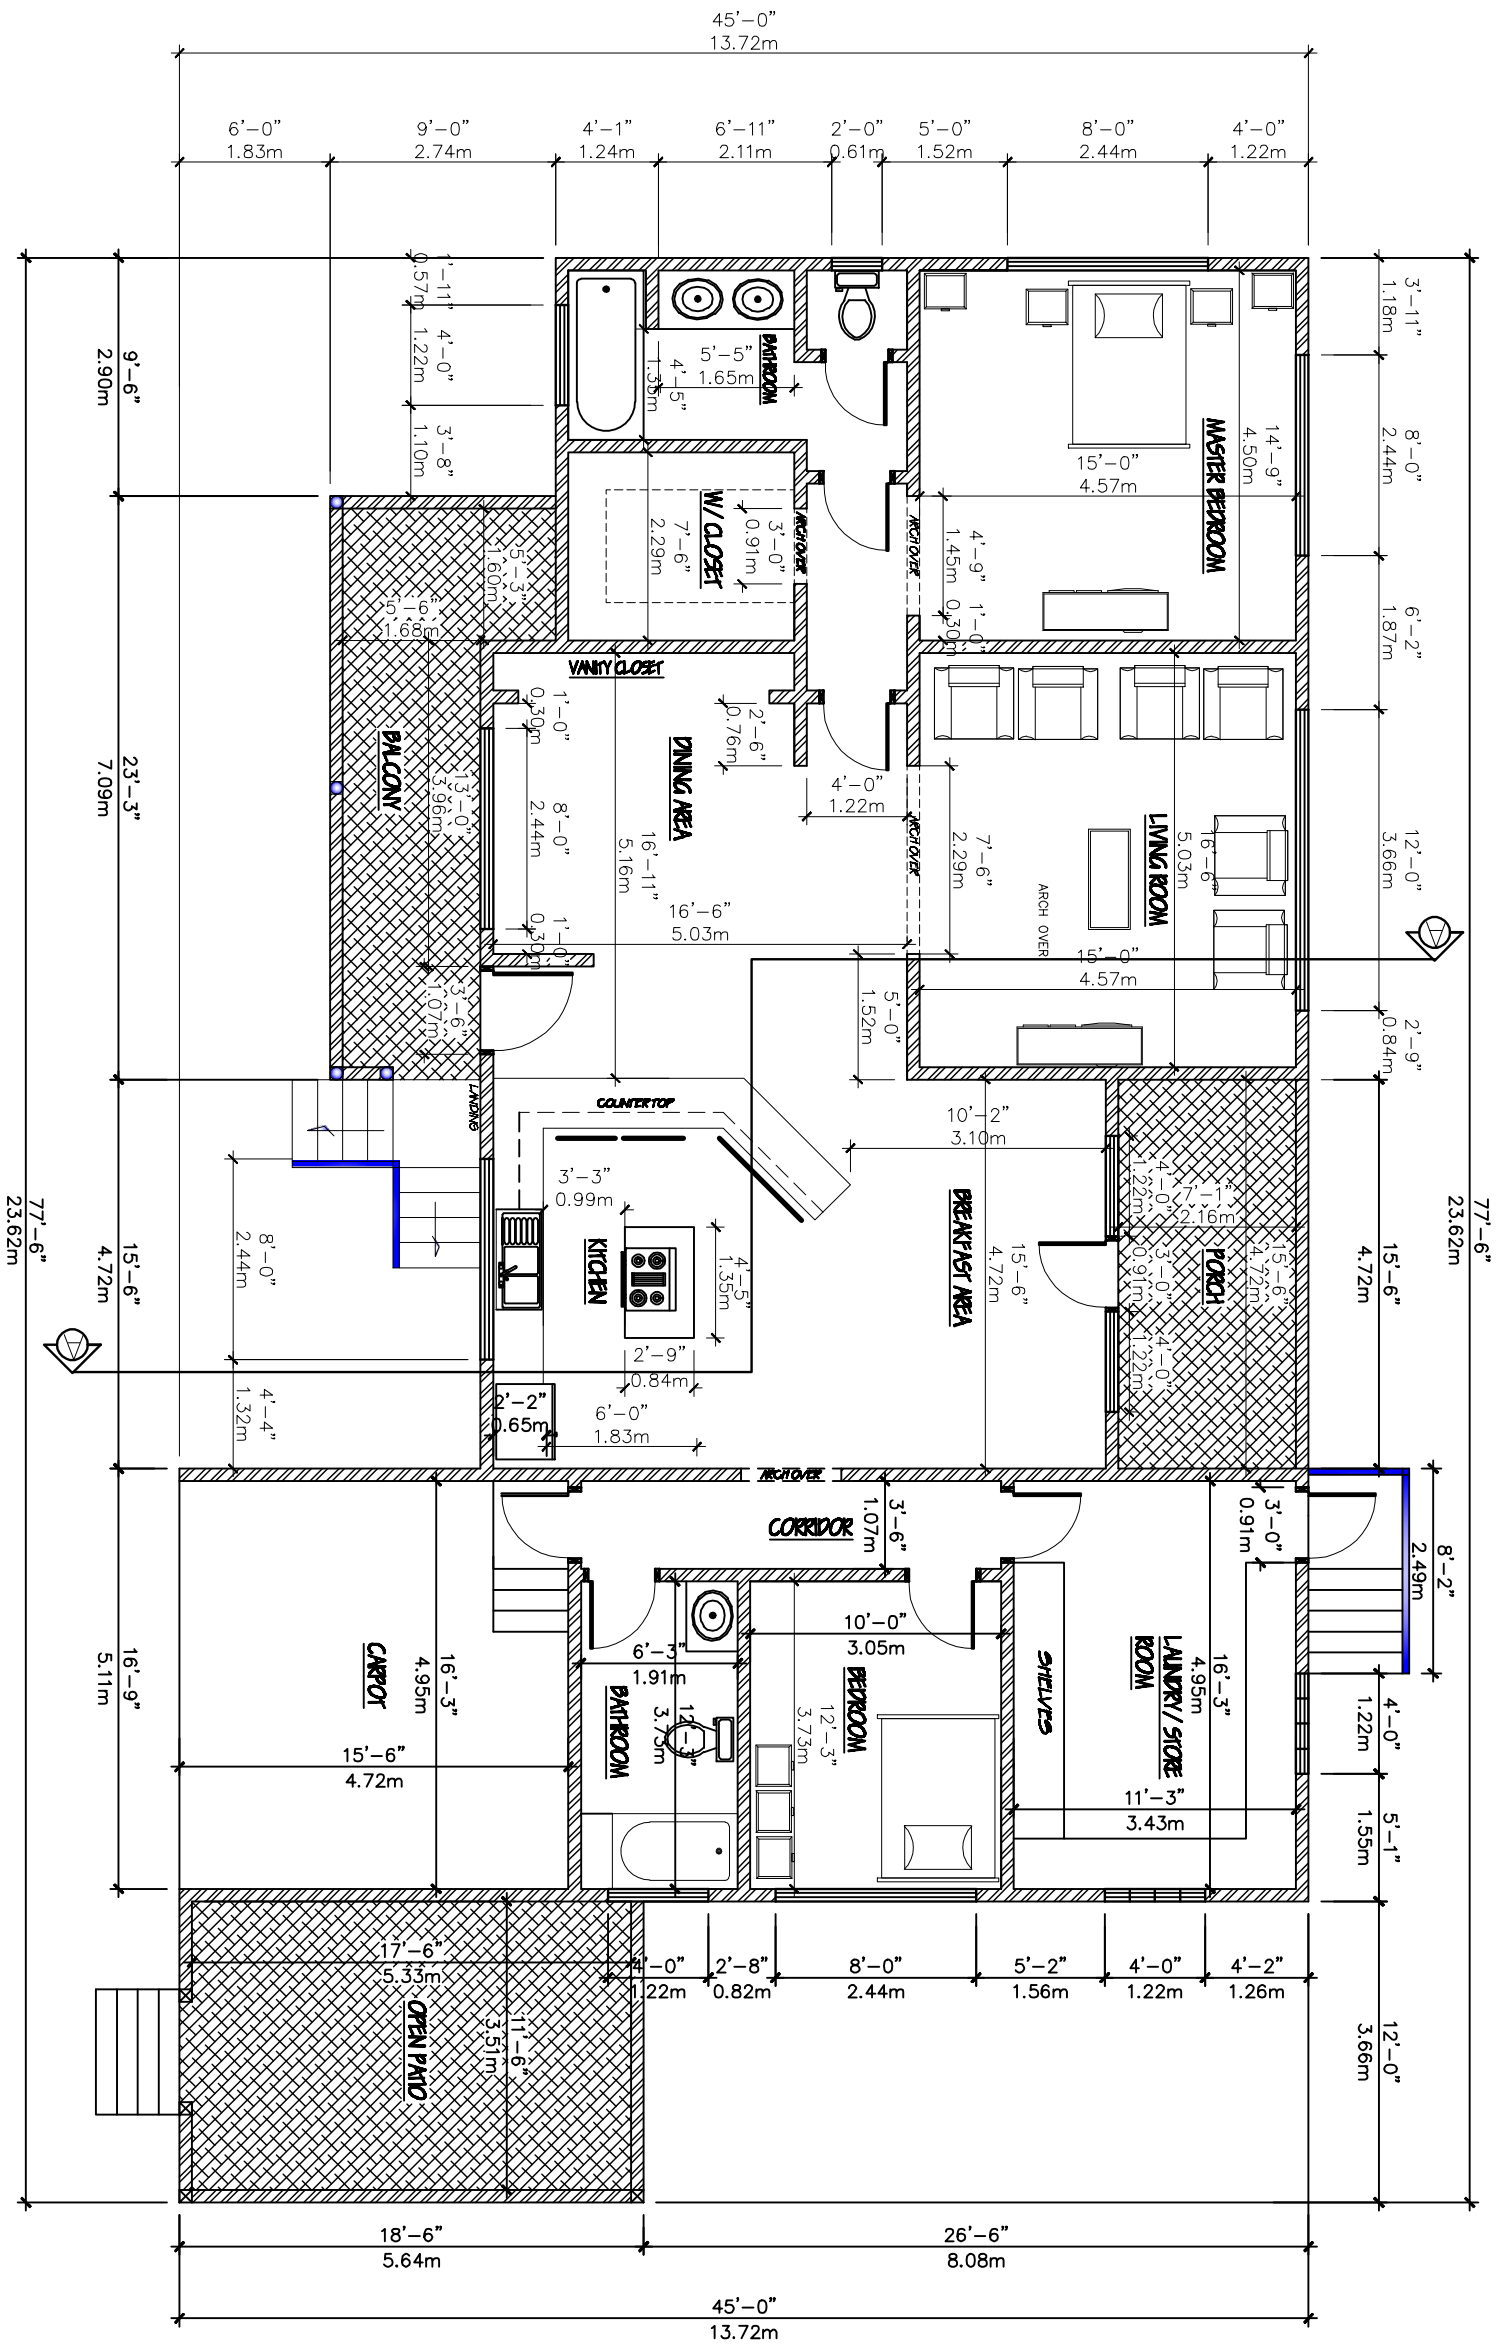 45'-0"
13.72m
6'-0"
1.83m
9'-0"
2.74m
4'-1"
1.24m
6'-11"
2.11m
2'-0"
0.61m
5'-0"
1.52m
8'-0"
2.44m
4'-0"
1.22m
1'-11"
0.57m
4'-0"
1.22m
3'-8"
1.10m
9'-6"
2.90m
23'-3"
7.09m
15'-6"
4.72m
16'-9"
5.11m
77'-6"
23.62m
3'-11"
1.18m
8'-0"
2.44m
6'-2"
1.87m
12'-0"
3.66m
2'-9"
0.84m
15'-6"
4.72m
77'-6"
23.62m
BATHROOM
5'-5"
1.65m
4'-5"
1.35m
MASTER BEDROOM
14'-9"
4.50m
15'-0"
4.57m
W/ CLOSET
7'-6"
2.29m
3'-0"
0.91m
ARCH OVER
ARCH OVER
4'-9"
1.45m
1'-0"
0.30m
5'-3"
1.60m
5'-6"
1.68m
VANITY CLOSET
BALCONY
13'-0"
3.96m
3'-6"
1.07m
1'-0"
0.30m
8'-0"
2.44m
1'-0"
0.30m
DINING AREA
2'-6"
0.76m
16'-11"
5.16m
16'-6"
5.03m
4'-0"
1.22m
ARCH OVER
7'-6"
2.29m
5'-0"
1.52m
LIVING ROOM
16'-6"
5.03m
ARCH OVER
15'-0"
4.57m
A
A
LANDING
COUNTERTOP
3'-3"
0.99m
KITCHEN
4'-5"
1.35m
2'-9"
0.84m
2'-2"
0.65m
6'-0"
1.83m
8'-0"
2.44m
4'-4"
1.32m
10'-2"
3.10m
BREAKFAST AREA
15'-6"
4.72m
4'-0"
1.22m
3'-0"
0.91m
4'-0"
1.22m
7'-1"
2.16m
PORCH
15'-6"
4.72m
ARCH OVER
CORRIDOR
3'-6"
1.07m
3'-0"
0.91m
8'-2"
2.49m
CARPOT
16'-3"
4.95m
15'-6"
4.72m
6'-3"
1.91m
BATHROOM
12'-3"
3.73m
10'-0"
3.05m
BEDROOM
12'-3"
3.73m
SHELVES
LAUNDRY/ STORE
ROOM
16'-3"
4.95m
11'-3"
3.43m
4'-0"
1.22m
5'-1"
1.55m
12'-0"
3.66m
17'-6"
5.33m
OPEN PATIO
11'-6"
3.51m
4'-0"
1.22m
2'-8"
0.82m
8'-0"
2.44m
5'-2"
1.56m
4'-0"
1.22m
4'-2"
1.26m
18'-6"
5.64m
26'-6"
8.08m
45'-0"
13.72m